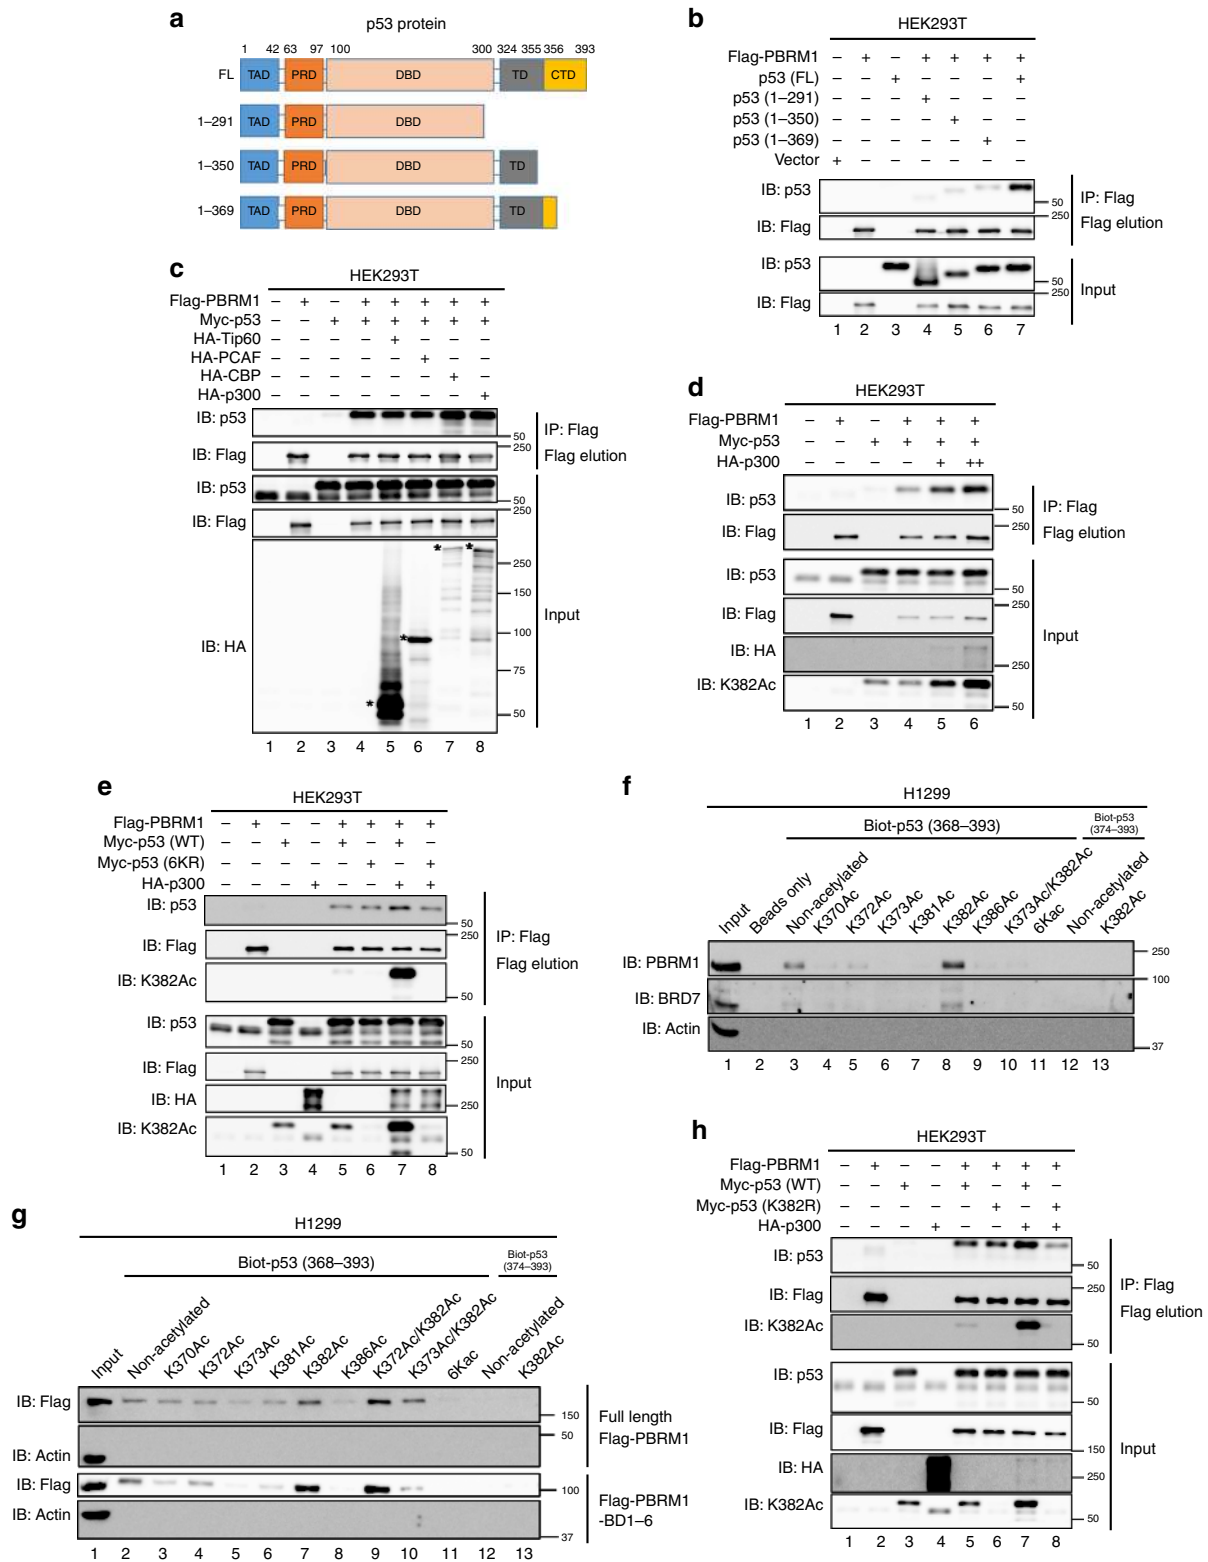 a
p53 protein
1 42 63 97 100 300 324 355 356 393
FL TAD PRD DBD TD CTD
1–291 TAD PRD DBD
1–350 TAD PRD DBD TD
1–369 TAD PRD DBD TD
b
HEK293T
Flag-PBRM1 – + – + + + +
p53 (FL) – – + – – – +
p53 (1–291) – – – + – – –
p53 (1–350) – – – – + – –
p53 (1–369) – – – – – + –
Vector + – – – – – –
IB: p53 50
IB: Flag 250
IP: Flag
Flag elution
IB: p53 50
IB: Flag 250
Input
1 2 3 4 5 6 7
c
HEK293T
Flag-PBRM1 – + – + + + + +
Myc-p53 – – + + + + + +
HA-Tip60 – – – – + – – –
HA-PCAF – – – – – + – –
HA-CBP – – – – – – + –
HA-p300 – – – – – – – +
IB: p53 50
IB: Flag 250
IP: Flag
Flag elution
IB: p53 50
IB: Flag 250
IB: HA
* * * *
250
150
100
75
50
Input
1 2 3 4 5 6 7 8
d
HEK293T
Flag-PBRM1 – + – + + +
Myc-p53 – – + + + +
HA-p300 – – – – + ++
IB: p53 50
IB: Flag 250
IP: Flag
Flag elution
IB: p53 50
IB: Flag 250
IB: HA 250
IB: K382Ac 50
Input
1 2 3 4 5 6
e
HEK293T
Flag-PBRM1 – + – – + + + +
Myc-p53 (WT) – – + – + – + –
Myc-p53 (6KR) – – – – – + – +
HA-p300 – – – + – – + +
IB: p53 50
IB: Flag 250
IB: K382Ac 50
IP: Flag
Flag elution
IB: p53 50
IB: Flag 250
IB: HA 250
IB: K382Ac 50
Input
1 2 3 4 5 6 7 8
f
H1299
Biot-p53 (368–393)
Biot-p53
(374–393)
Input
Beads only
Non-acetylated
K370Ac
K372Ac
K373Ac
K381Ac
K382Ac
K386Ac
K373Ac/K382Ac
6Kac
Non-acetylated
K382Ac
IB: PBRM1 250
100
IB: BRD7
IB: Actin 37
1 2 3 4 5 6 7 8 9 10 11 12 13
g
H1299
Biot-p53 (368–393)
Biot-p53
(374–393)
Input
Non-acetylated
K370Ac
K372Ac
K373Ac
K381Ac
K382Ac
K386Ac
K372Ac/K382Ac
K373Ac/K382Ac
6Kac
Non-acetylated
K382Ac
IB: Flag 150
50
IB: Actin
Full length
Flag-PBRM1
IB: Flag 100
IB: Actin 37
Flag-PBRM1
-BD1–6
1 2 3 4 5 6 7 8 9 10 11 12 13
h
HEK293T
Flag-PBRM1 – + – – + + + +
Myc-p53 (WT) – – + – + – + –
Myc-p53 (K382R) – – – – – + – +
HA-p300 – – – + – – + +
IB: p53 50
IB: Flag 250
IB: K382Ac 50
IP: Flag
Flag elution
IB: p53 50
IB: Flag 150
IB: HA 250
IB: K382Ac 50
Input
1 2 3 4 5 6 7 8